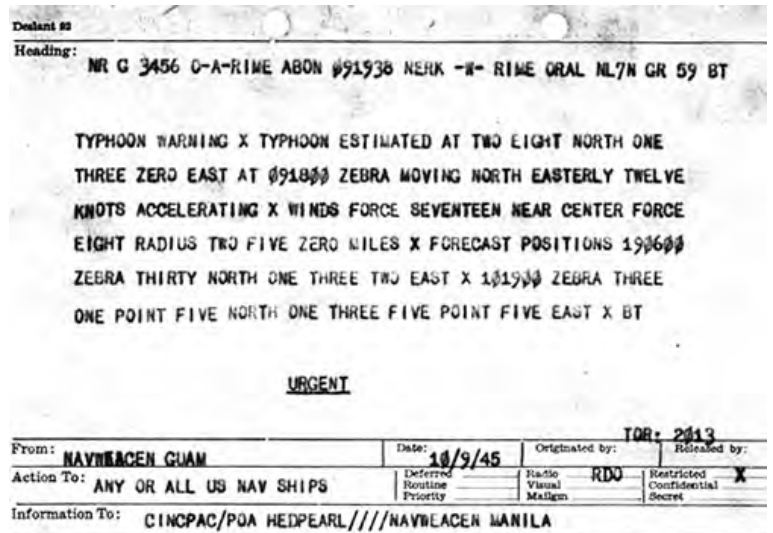 Deslant 92
Heading:
NR G 3456 O-A-RIME ABON Ø91938 NERK -W- RIME ORAL NL7N GR 59 BT
TYPHOON WARNING X TYPHOON ESTIMATED AT TWO EIGHT NORTH ONE
THREE ZERO EAST AT Ø918ØØ ZEBRA MOVING NORTH EASTERLY TWELVE
KNOTS ACCELERATING X WINDS FORCE SEVENTEEN NEAR CENTER FORCE
EIGHT RADIUS TWO FIVE ZERO MILES X FORECAST POSITIONS 19Ø6ØØ
ZEBRA THIRTY NORTH ONE THREE TWO EAST X 1Ø19ØØ ZEBRA THREE
ONE POINT FIVE NORTH ONE THREE FIVE POINT FIVE EAST X BT
URGENT
TOR: 2Ø13
From: NAVWEACEN GUAM Date: 1Ø/9/45 Originated by: Released by:
Action To: ANY OR ALL US NAV SHIPS Deferred Radio RDO Restricted X
Routine Visual Confidential
Priority Mailgm Secret
Information To: CINCPAC/POA HEDPEARL////NAVWEACEN MANILA